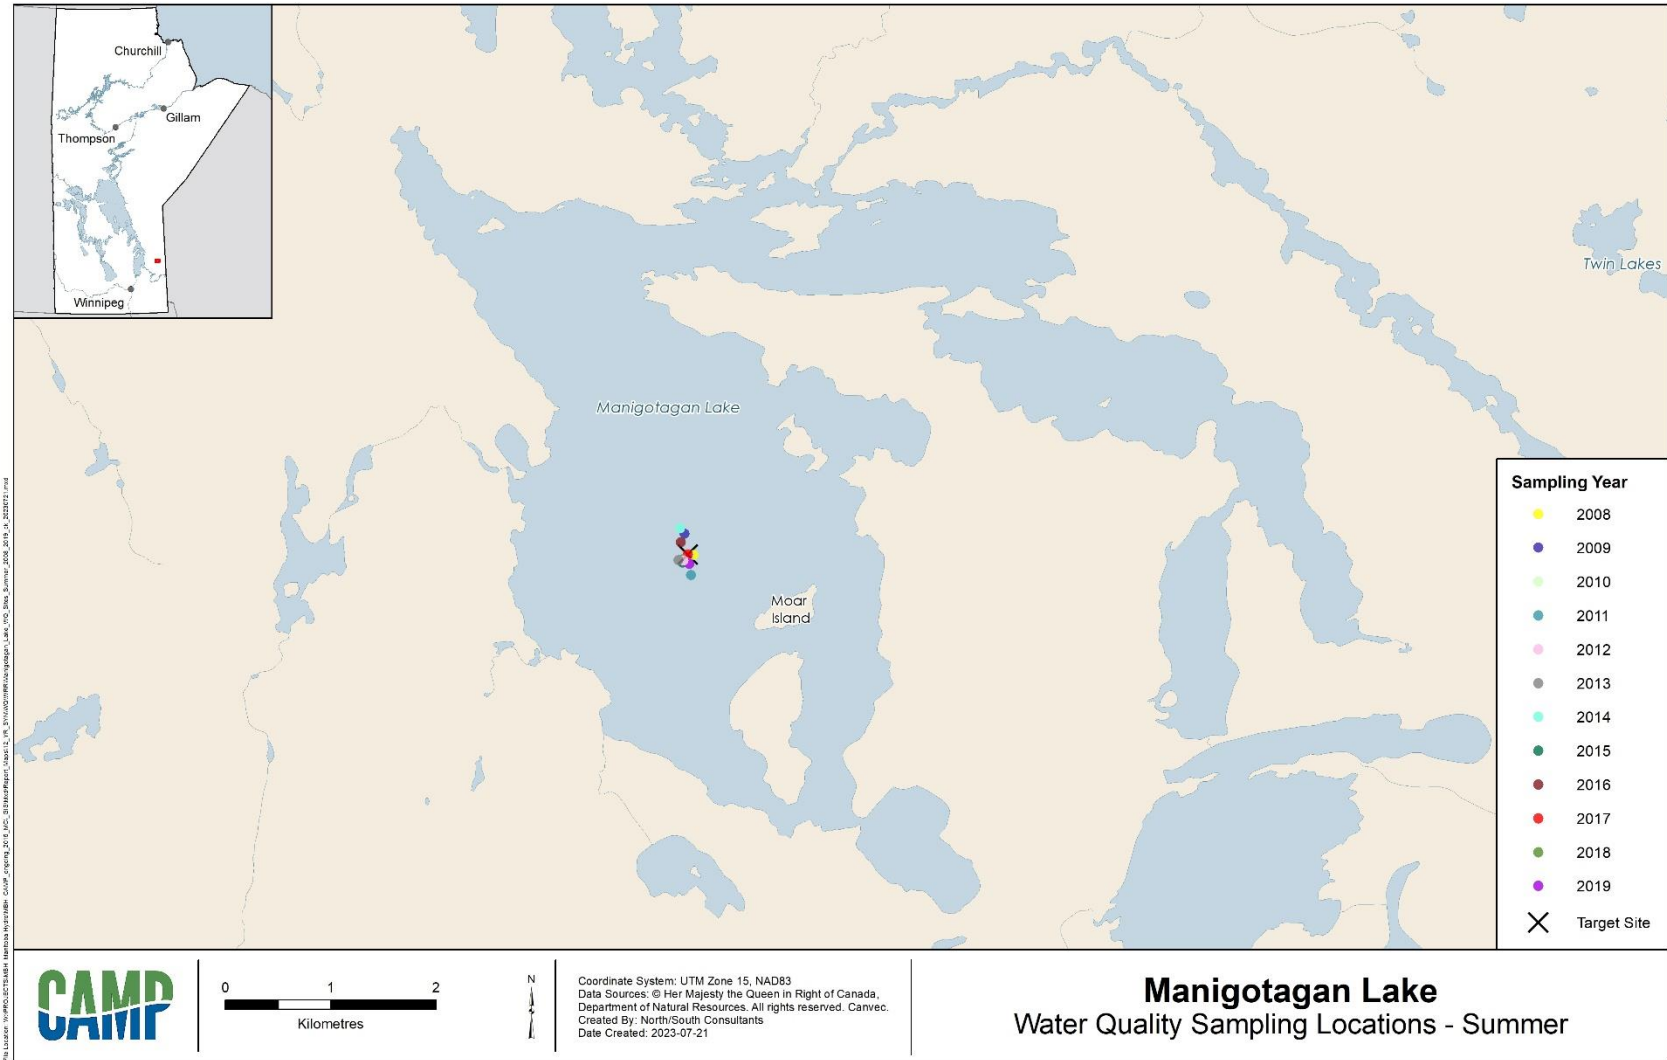 Churchill
Gillam
Thompson
Winnipeg
Twin Lakes
Manigotagan Lake
Moar
Island
Sampling Year
2008
2009
2010
2011
2012
2013
2014
2015
2016
2017
2018
2019
Target Site
CAMP
0 1 2
Kilometres
N
Coordinate System: UTM Zone 15, NAD83
Data Sources: © Her Majesty the Queen in Right of Canada,
Department of Natural Resources. All rights reserved. Canvec.
Created By: North/South Consultants
Date Created: 2023-07-21
Manigotagan Lake
Water Quality Sampling Locations - Summer